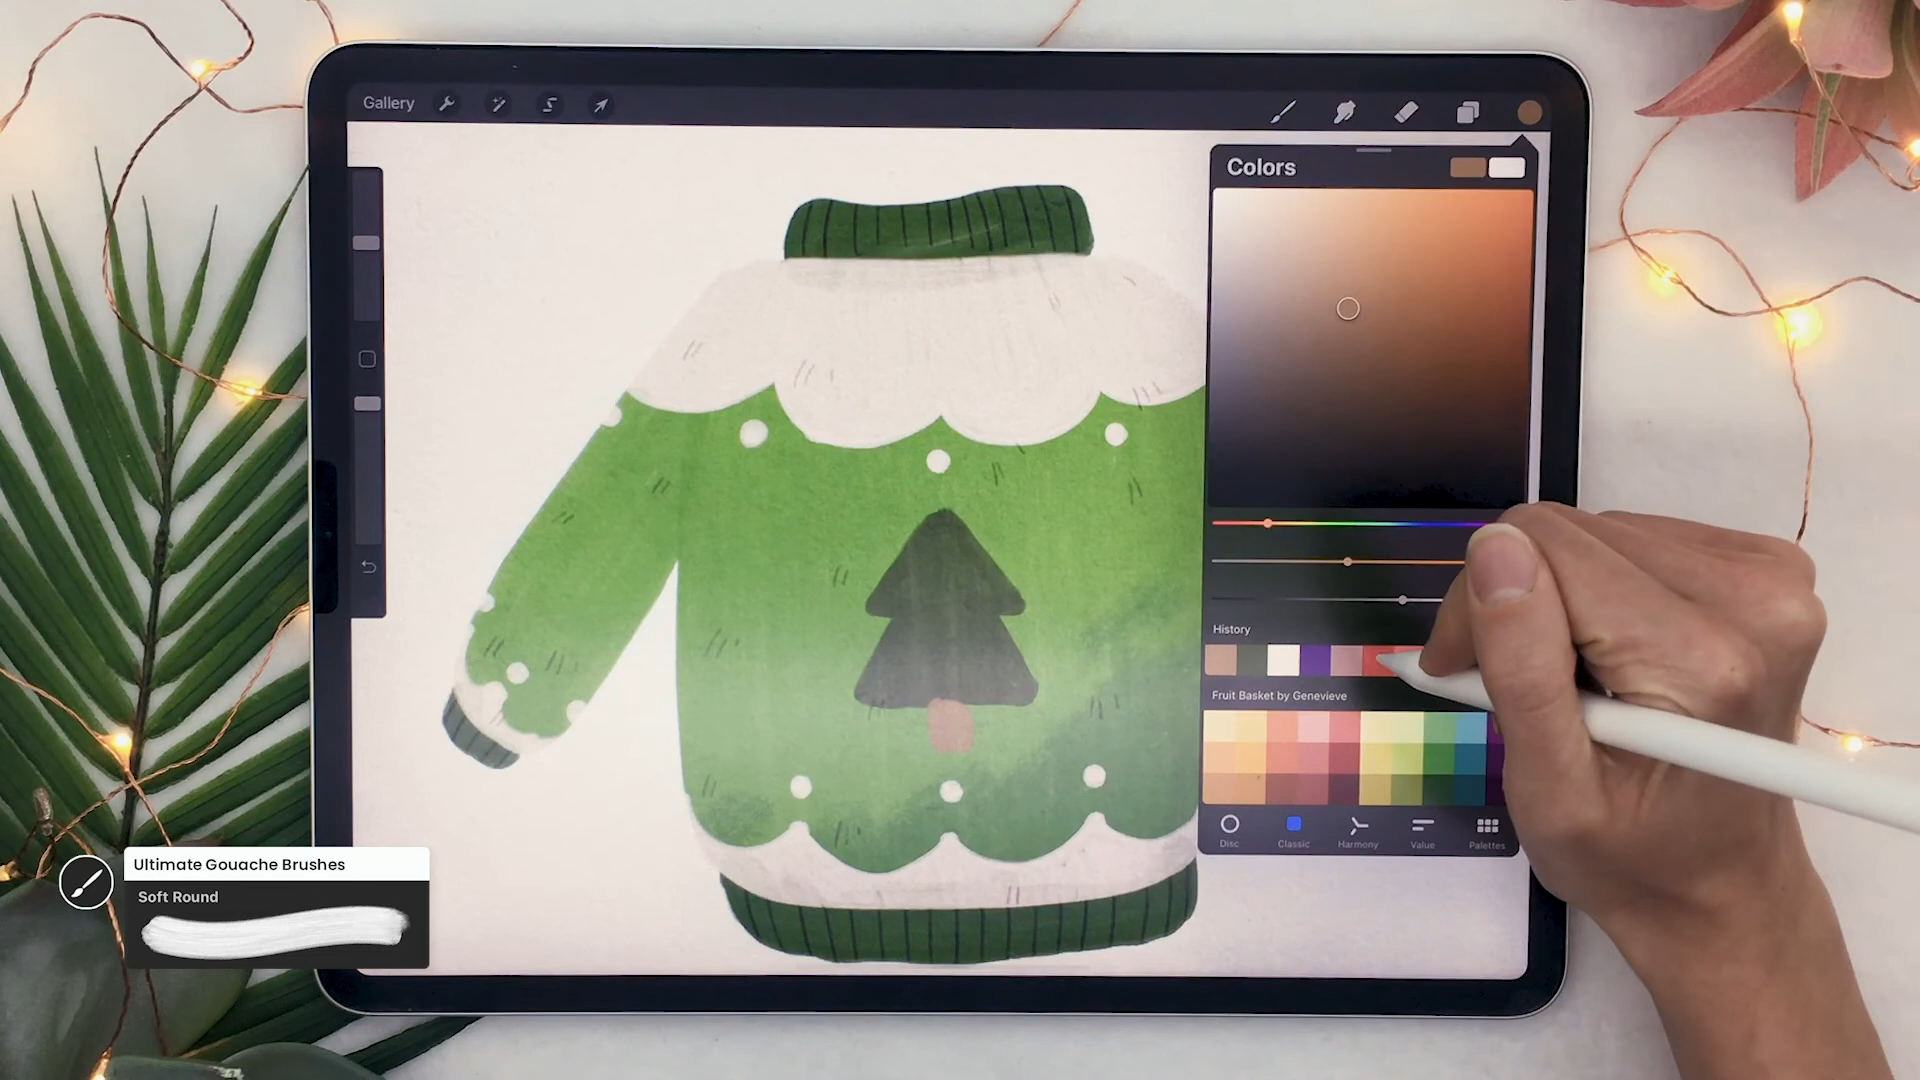 Gallery
Colors
History
Fruit Basket by Genevieve
Disc
Classic
Harmony
Value
Palettes
Ultimate Gouache Brushes
Soft Round